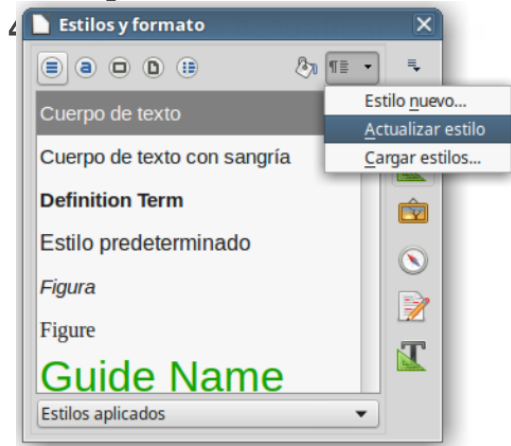 4
Estilos y formato
Estilo nuevo...
Actualizar estilo
Cargar estilos...
Cuerpo de texto
Cuerpo de texto con sangría
Definition Term
Estilo predeterminado
Figura
Figure
Guide Name
Estilos aplicados